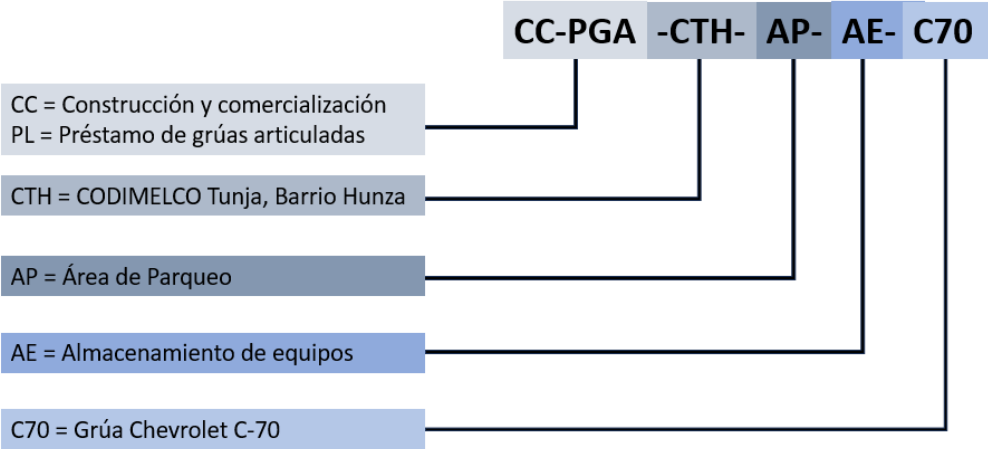 CC-PGA -CTH- AP- AE- C70
CC = Construcción y comercialización
PL = Préstamo de grúas articuladas
CTH = CODIMELCO Tunja, Barrio Hunza
AP = Área de Parqueo
AE = Almacenamiento de equipos
C70 = Grúa Chevrolet C-70